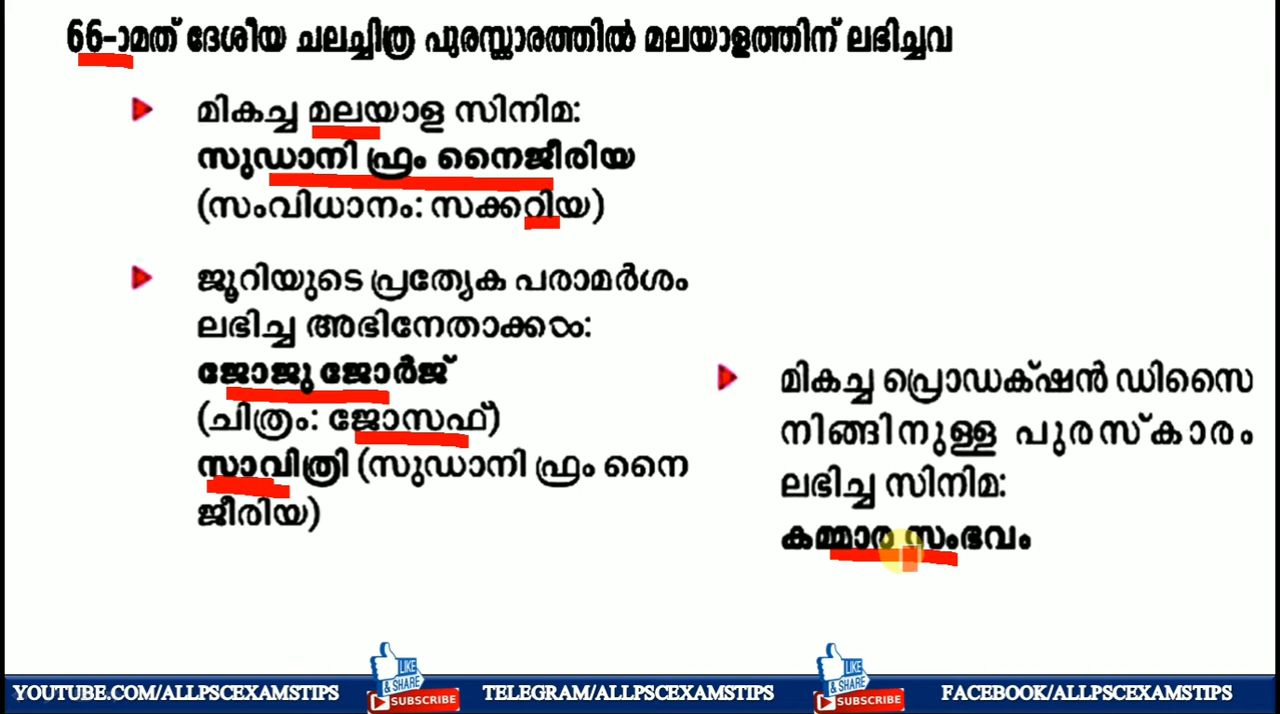 66-ാമത് ദേശീയ ചലച്ചിത്ര പുരസ്കാരത്തിൽ മലയാളത്തിന് ലഭിച്ചവ
മികച്ച മലയാള സിനിമ:
സുഡാനി ഫ്രം നൈജീരിയ
(സംവിധാനം: സക്കറിയ)
ജൂറിയുടെ പ്രത്യേക പരാമർശം
ലഭിച്ച അഭിനേതാക്കൾ:
ജോജു ജോർജ്
(ചിത്രം: ജോസഫ്)
സാവിത്രി (സുഡാനി ഫ്രം നൈ
ജീരിയ)
മികച്ച പ്രൊഡക്ഷൻ ഡിസൈ
നിങ്ങിനുള്ള പുരസ്കാരം
ലഭിച്ച സിനിമ:
കമ്മാര സംഭവം
YOUTUBE.COM/ALLPSCEXAMSTIPS
LIKE
& SHARE
SUBSCRIBE
TELEGRAM/ALLPSCEXAMSTIPS
LIKE
& SHARE
SUBSCRIBE
FACEBOOK/ALLPSCEXAMSTIPS